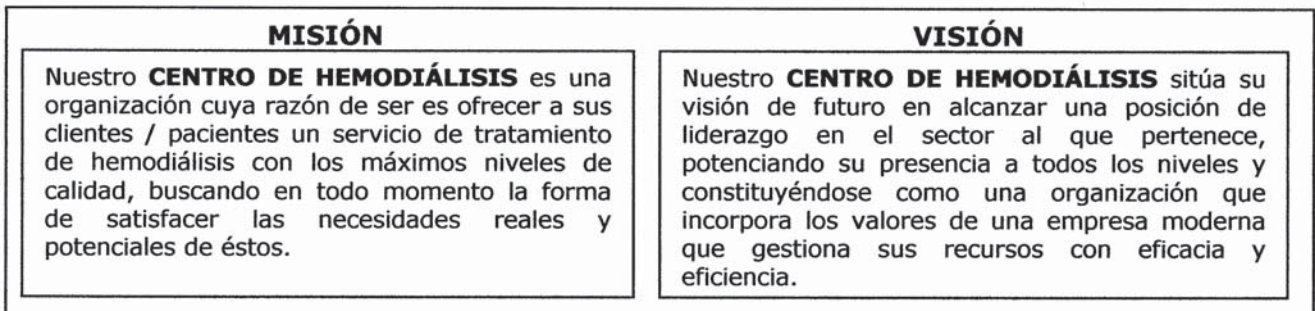 MISIÓN
Nuestro CENTRO DE HEMODIÁLISIS es una
organización cuya razón de ser es ofrecer a sus
clientes / pacientes un servicio de tratamiento
de hemodiálisis con los máximos niveles de
calidad, buscando en todo momento la forma
de satisfacer las necesidades reales y
potenciales de éstos.
VISIÓN
Nuestro CENTRO DE HEMODIÁLISIS sitúa su
visión de futuro en alcanzar una posición de
liderazgo en el sector al que pertenece,
potenciando su presencia a todos los niveles y
constituyéndose como una organización que
incorpora los valores de una empresa moderna
que gestiona sus recursos con eficacia y
eficiencia.